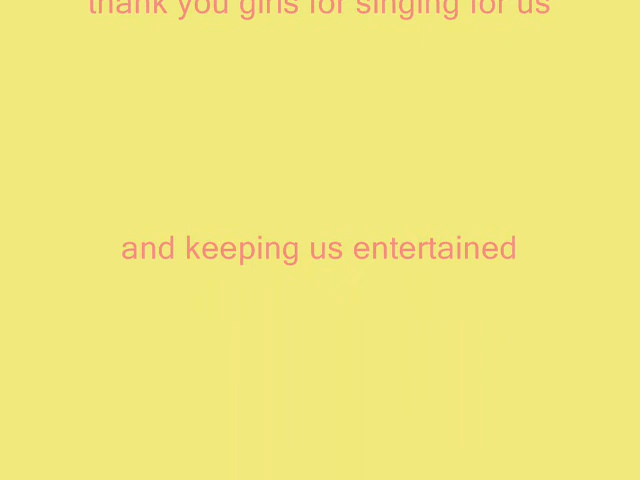 thank you girls for singing for us
and keeping us entertained